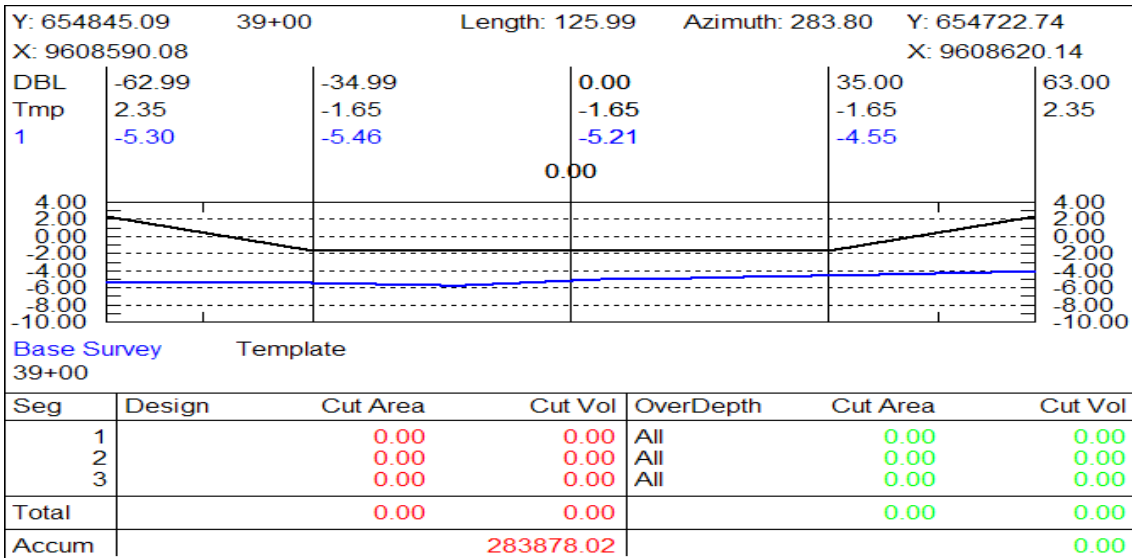 Y: 654845.09 39+00 Length: 125.99 Azimuth: 283.80 Y: 654722.74
X: 9608590.08 X: 9608620.14
DBL -62.99 -34.99 0.00 35.00 63.00
Tmp 2.35 -1.65 -1.65 -1.65 2.35
1 -5.30 -5.46 -5.21 -4.55
0.00
4.00 4.00
2.00 2.00
0.00 0.00
-2.00 -2.00
-4.00 -4.00
-6.00 -6.00
-8.00 -8.00
-10.00 -10.00
Base Survey Template
39+00
Seg Design Cut Area Cut Vol OverDepth Cut Area Cut Vol
1 0.00 0.00 All 0.00 0.00
2 0.00 0.00 All 0.00 0.00
3 0.00 0.00 All 0.00 0.00
Total 0.00 0.00 0.00 0.00
Accum 283878.02 0.00